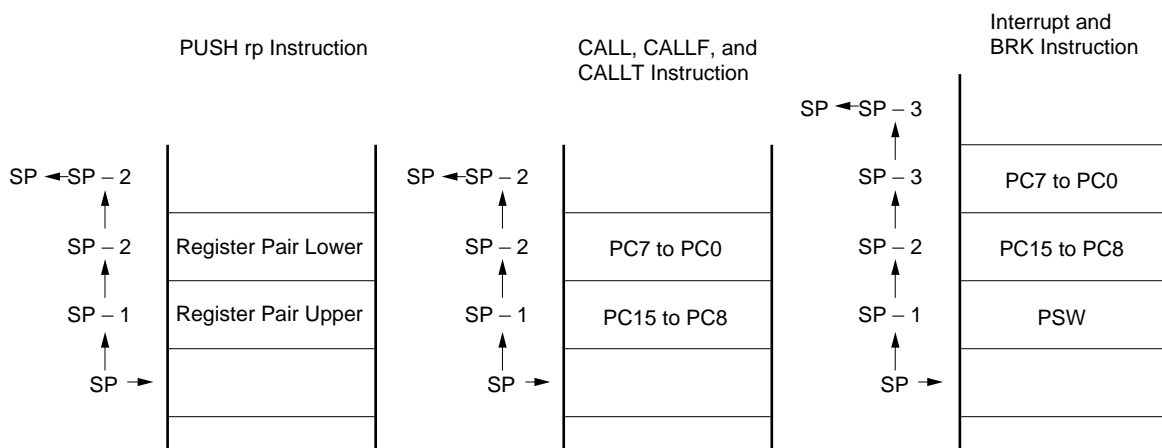 PUSH rp Instruction
CALL, CALLF, and
CALLT Instruction
Interrupt and
BRK Instruction
SP
SP – 2
SP – 2
Register Pair Lower
SP – 1
Register Pair Upper
SP
SP
SP – 2
SP – 2
PC7 to PC0
SP – 1
PC15 to PC8
SP
SP
SP – 3
SP – 3
PC7 to PC0
SP – 2
PC15 to PC8
SP – 1
PSW
SP